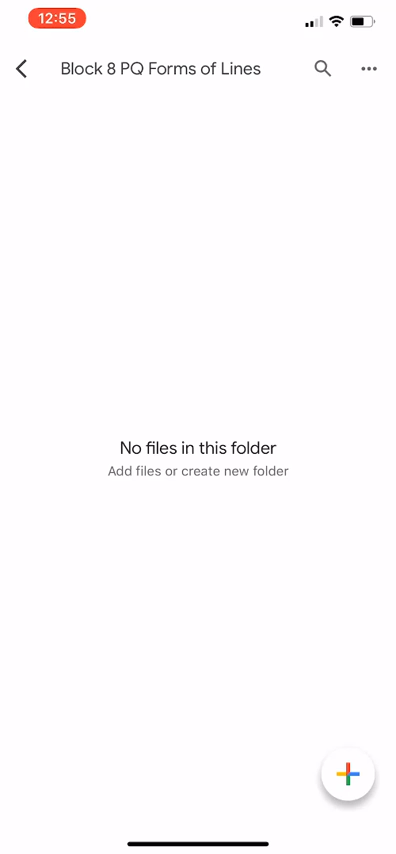 12:55
Block 8 PQ Forms of Lines
No files in this folder
Add files or create new folder